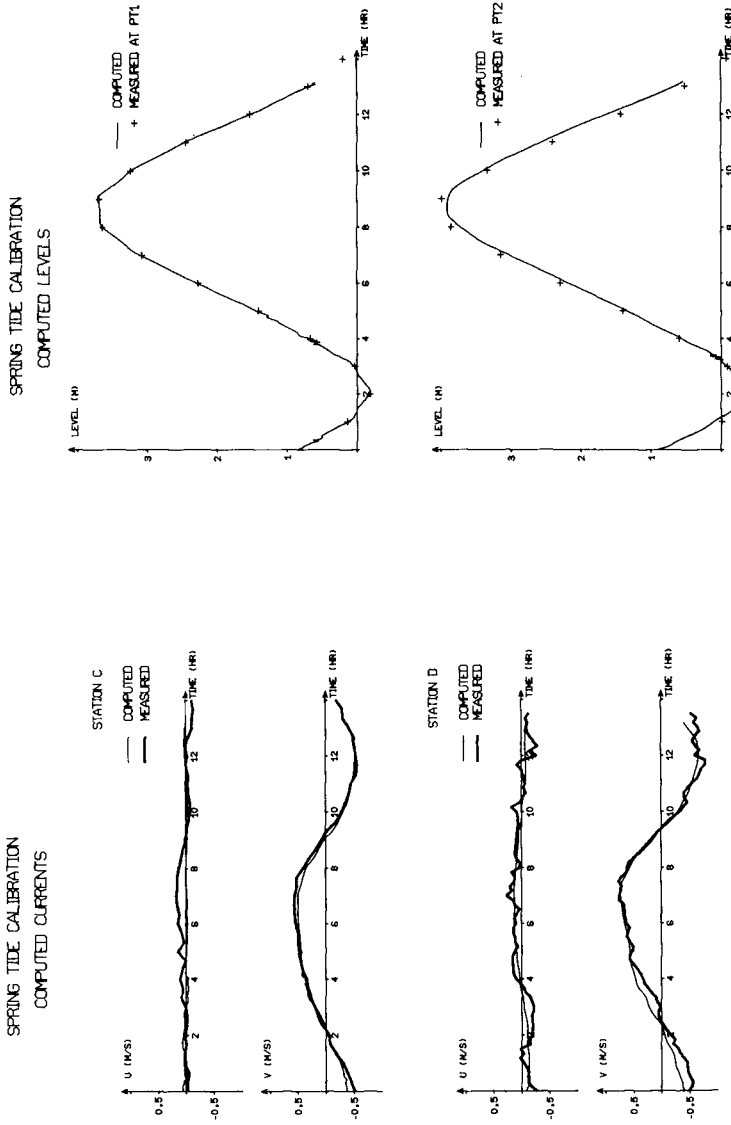 SPRING TIDE CALIBRATION
COMPUTED CURRENTS
STATION C
COMPUTED
MEASURED
U (M/S)
0.5
-0.5
2 4 6 8 10 12
TIME (HR)
V (M/S)
0.5
-0.5
2 4 6 8 10 12
TIME (HR)
STATION D
COMPUTED
MEASURED
U (M/S)
0.5
-0.5
2 4 6 8 10 12
TIME (HR)
V (M/S)
0.5
-0.5
2 4 6 8 10 12
TIME (HR)
SPRING TIDE CALIBRATION
COMPUTED LEVELS
LEVEL (M)
3
2
1
COMPUTED
+ MEASURED AT PT1
2 4 6 8 10 12
TIME (HR)
LEVEL (M)
3
2
1
COMPUTED
+ MEASURED AT PT2
2 4 6 8 10 12
TIME (HR)